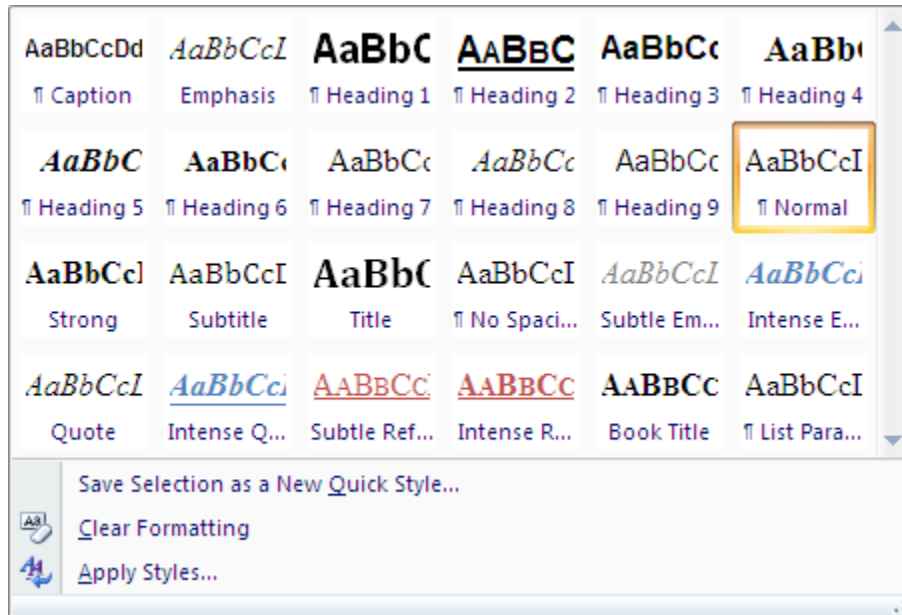 AaBbCcDd AaBbCcI AaBbC AABBC AaBbCc AaBb
¶ Caption Emphasis ¶ Heading 1 ¶ Heading 2 ¶ Heading 3 ¶ Heading 4
AaBbC AaBbCc AaBbCc AaBbCc AaBbCc AaBbCcI
¶ Heading 5 ¶ Heading 6 ¶ Heading 7 ¶ Heading 8 ¶ Heading 9 ¶ Normal
AaBbCcI AaBbCcI AaBbC AaBbCcI AaBbCcI AaBbCcI
Strong Subtitle Title ¶ No Spaci... Subtle Em... Intense E...
AaBbCcI AaBbCcI AABBCC AABBCC AABBCC AaBbCcI
Quote Intense Q... Subtle Ref... Intense R... Book Title ¶ List Para...
Save Selection as a New Quick Style...
Clear Formatting
Apply Styles...